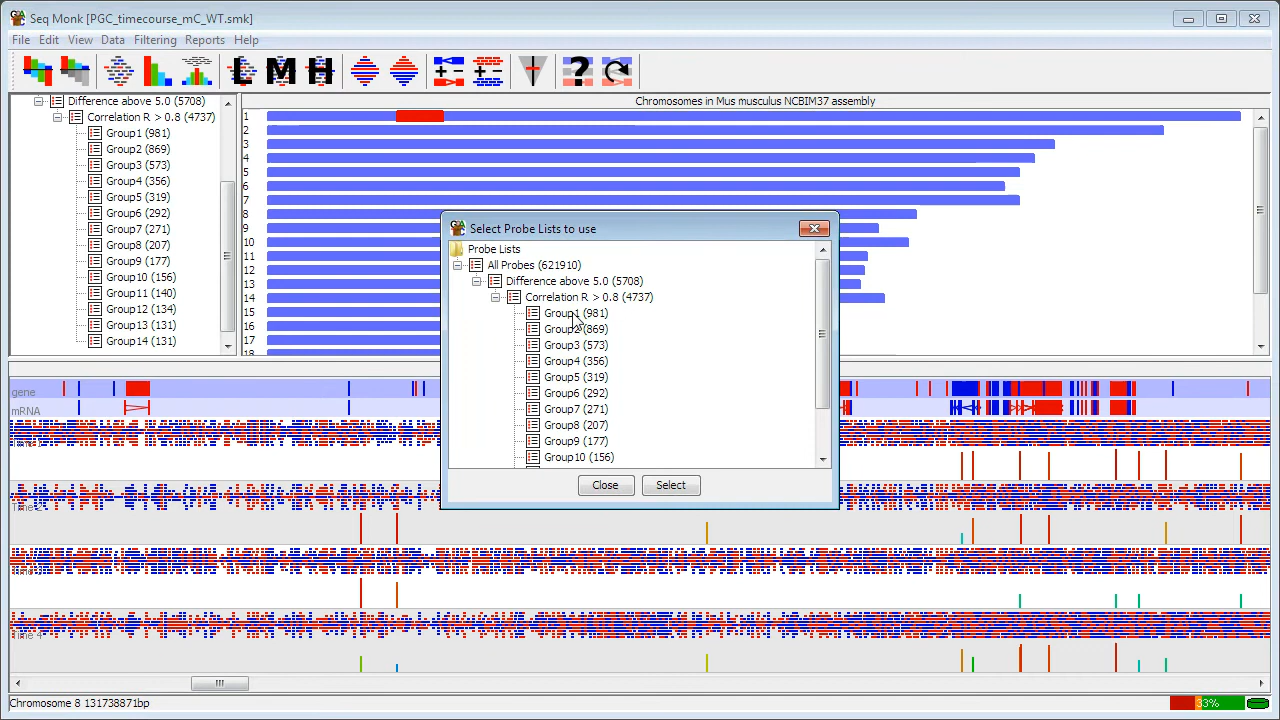 Seq Monk [PGC_timecourse_mC_WT.smk]
File Edit View Data Filtering Reports Help
L M H ?
Difference above 5.0 (5708)
Correlation R > 0.8 (4737)
Group1 (981)
Group2 (869)
Group3 (573)
Group4 (356)
Group5 (319)
Group6 (292)
Group7 (271)
Group8 (207)
Group9 (177)
Group10 (156)
Group11 (140)
Group12 (134)
Group13 (131)
Group14 (131)
Chromosomes in Mus musculus NCBIM37 assembly
1
2
3
4
5
6
7
8
9
10
11
12
13
14
15
16
17
18
Select Probe Lists to use
Probe Lists
All Probes (621910)
Difference above 5.0 (5708)
Correlation R > 0.8 (4737)
Group1 (981)
Group2 (869)
Group3 (573)
Group4 (356)
Group5 (319)
Group6 (292)
Group7 (271)
Group8 (207)
Group9 (177)
Group10 (156)
Close Select
gene
mRNA
Chromosome 8 131738871bp
33%